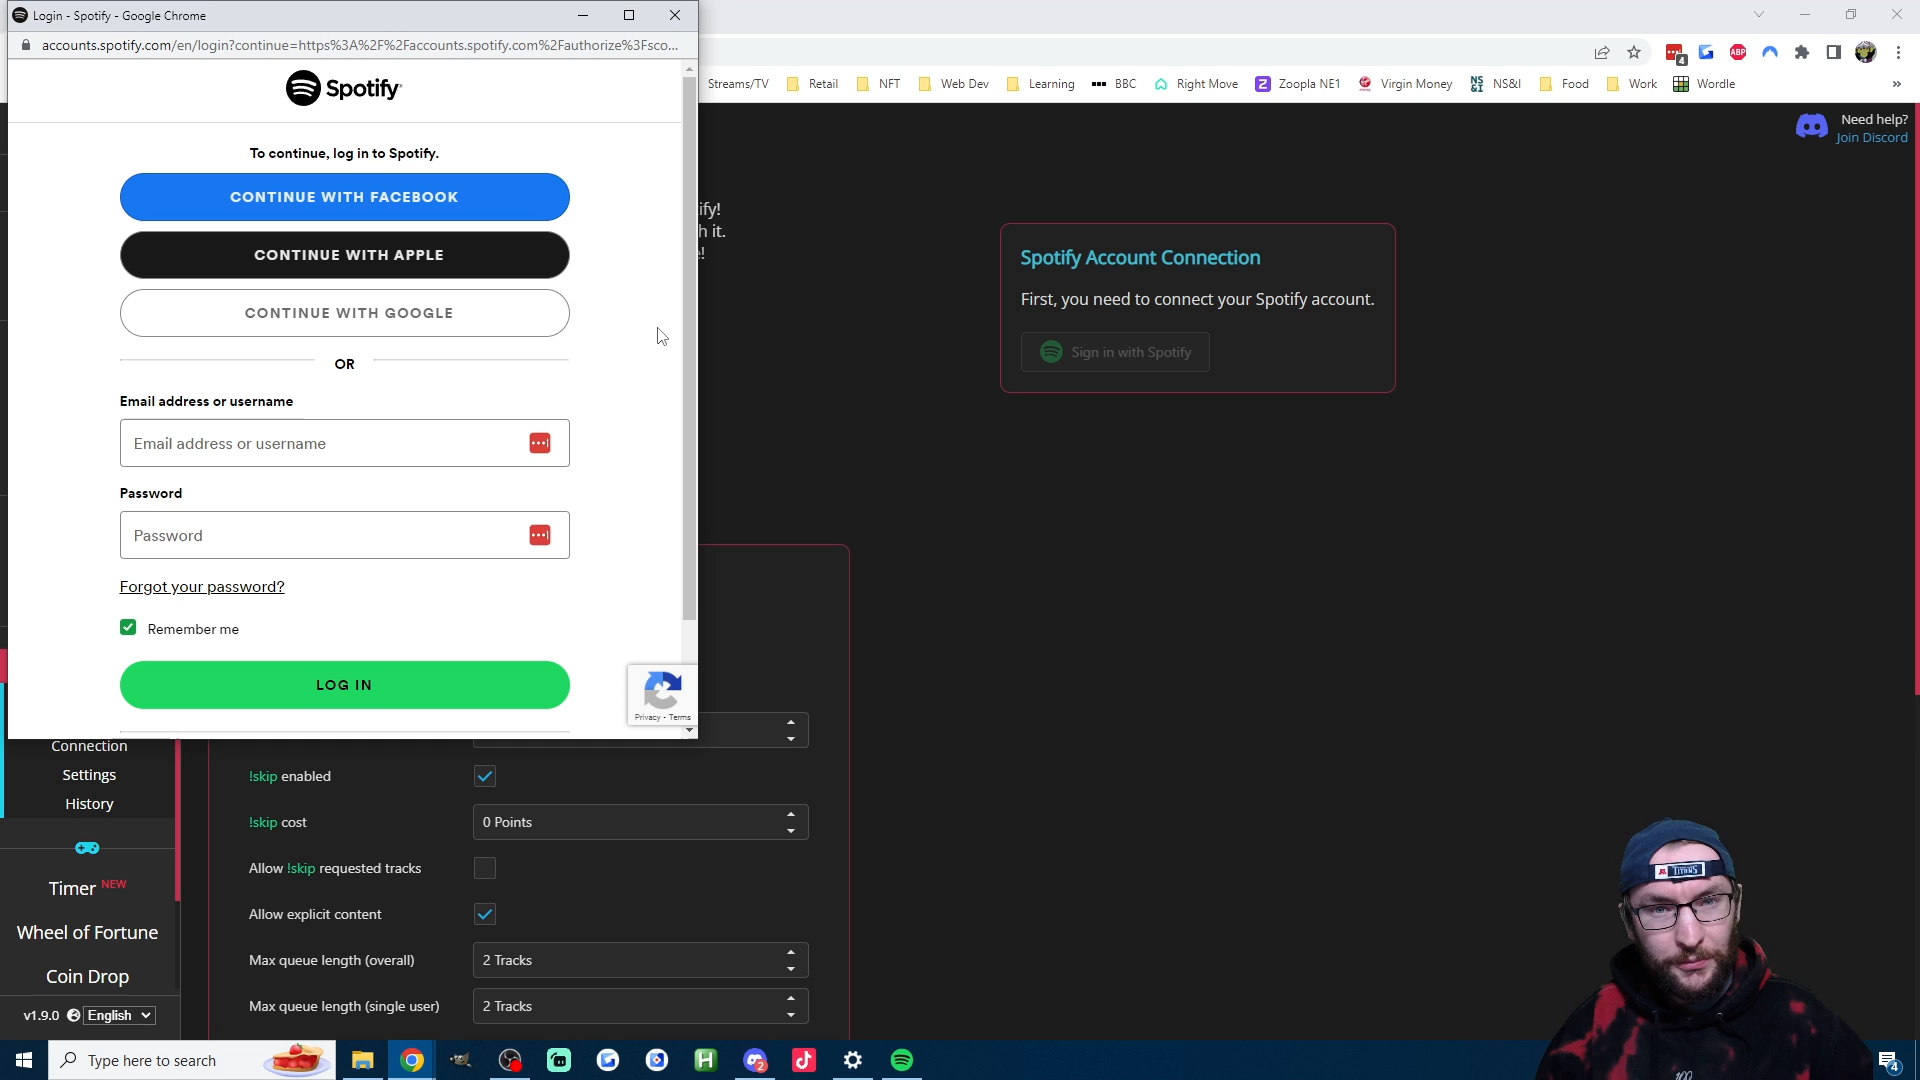 Login - Spotify - Google Chrome
accounts.spotify.com/en/login?continue=https%3A%2F%2Faccounts.spotify.com%2Fauthorize%3Fsco...
Spotify
To continue, log in to Spotify.
CONTINUE WITH FACEBOOK
CONTINUE WITH APPLE
CONTINUE WITH GOOGLE
OR
Email address or username
Email address or username
Password
Password
Forgot your password?
Remember me
LOG IN
Privacy - Terms
4
ABP
Streams/TV
Retail
NFT
Web Dev
Learning
BBC
Right Move
Z
Zoopla NE1
Virgin Money
NS&I
NS&I
Food
Work
Wordle
»
Need help?
Join Discord
ify!
h it.
e!
Spotify Account Connection
First, you need to connect your Spotify account.
Sign in with Spotify
Connection
Settings
History
Timer NEW
Wheel of Fortune
Coin Drop
v1.9.0
English
!skip enabled
!skip cost
0 Points
Allow !skip requested tracks
Allow explicit content
Max queue length (overall)
2 Tracks
Max queue length (single user)
2 Tracks
TITANS
Type here to search
H
2
4